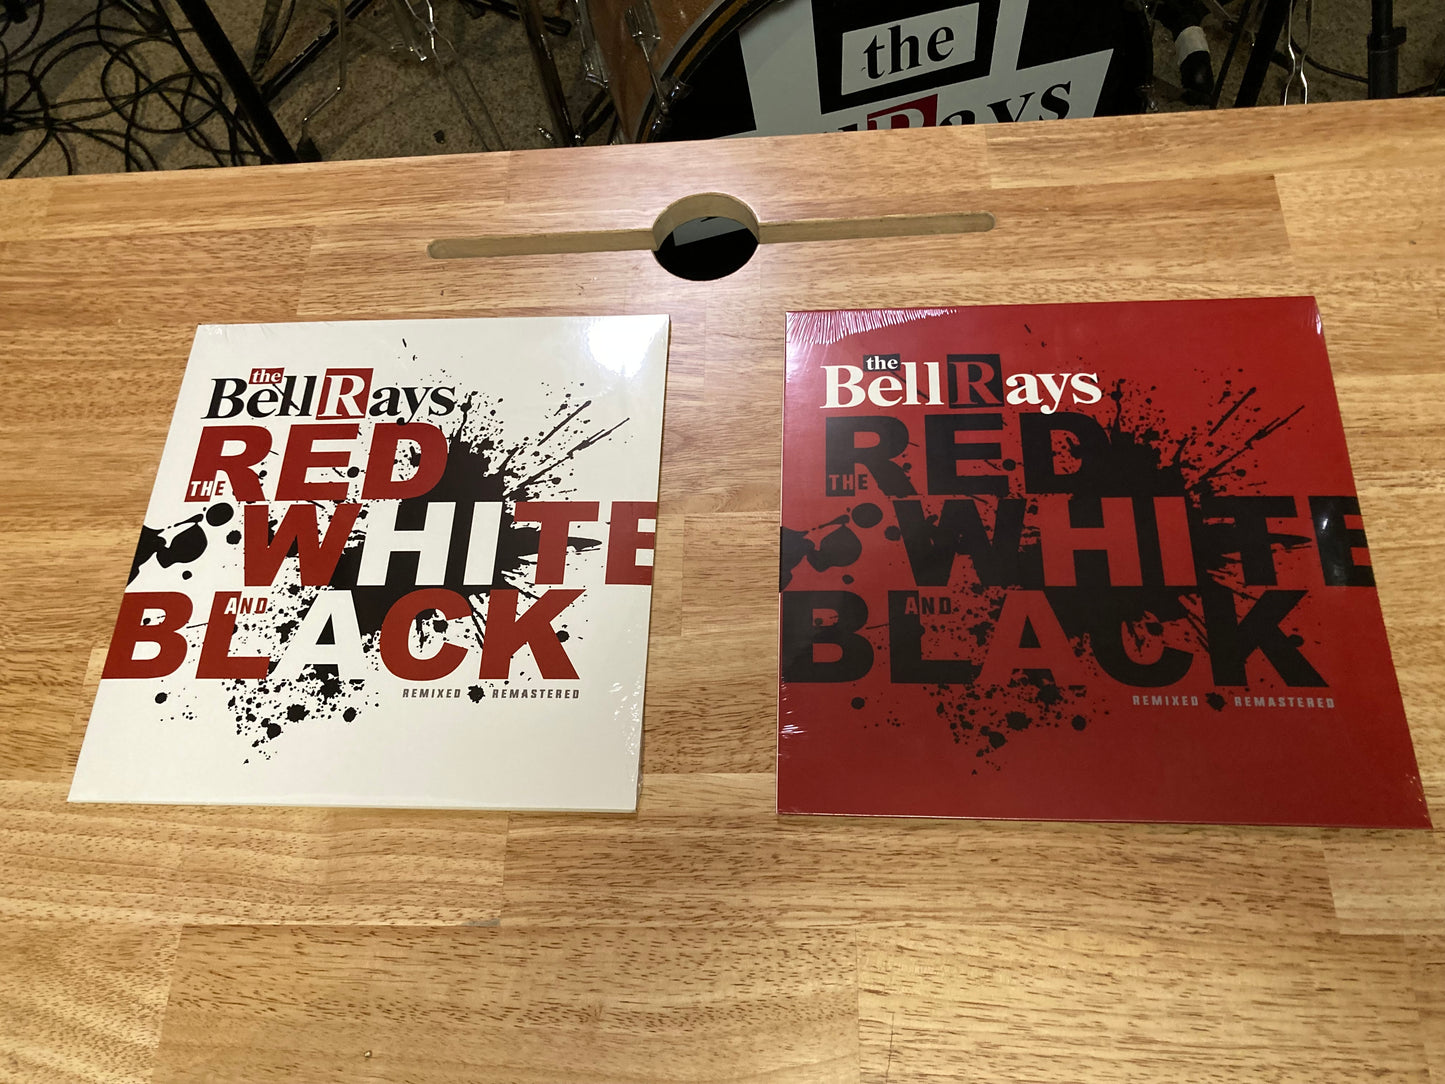 the
Rays
the
BellRays
RED
THE
WHITE
AND
BLACK
REMIXED REMASTERED
the
BellRays
RED
THE
WHITE
AND
BLACK
REMIXED REMASTERED